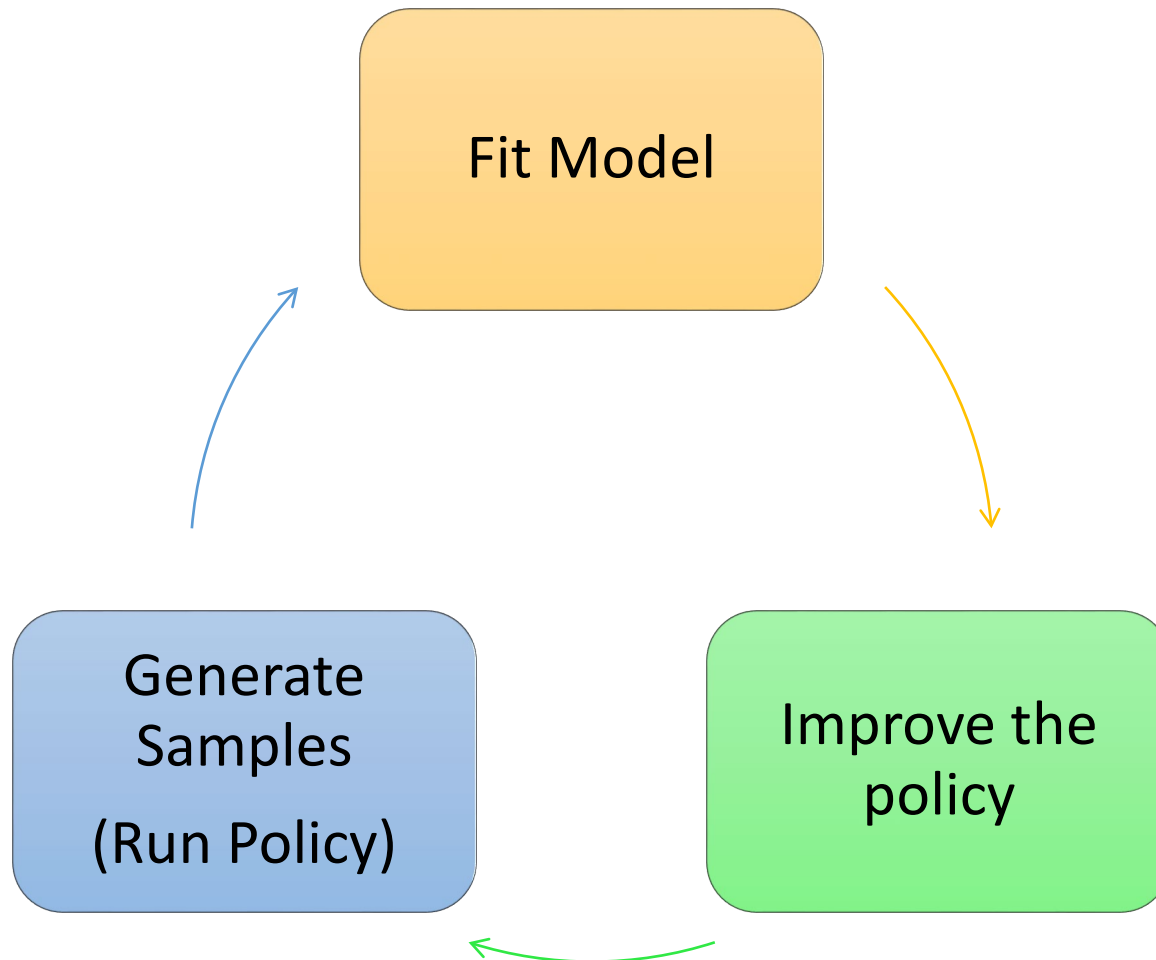 Fit Model
Generate
Samples
(Run Policy)
Improve the
policy